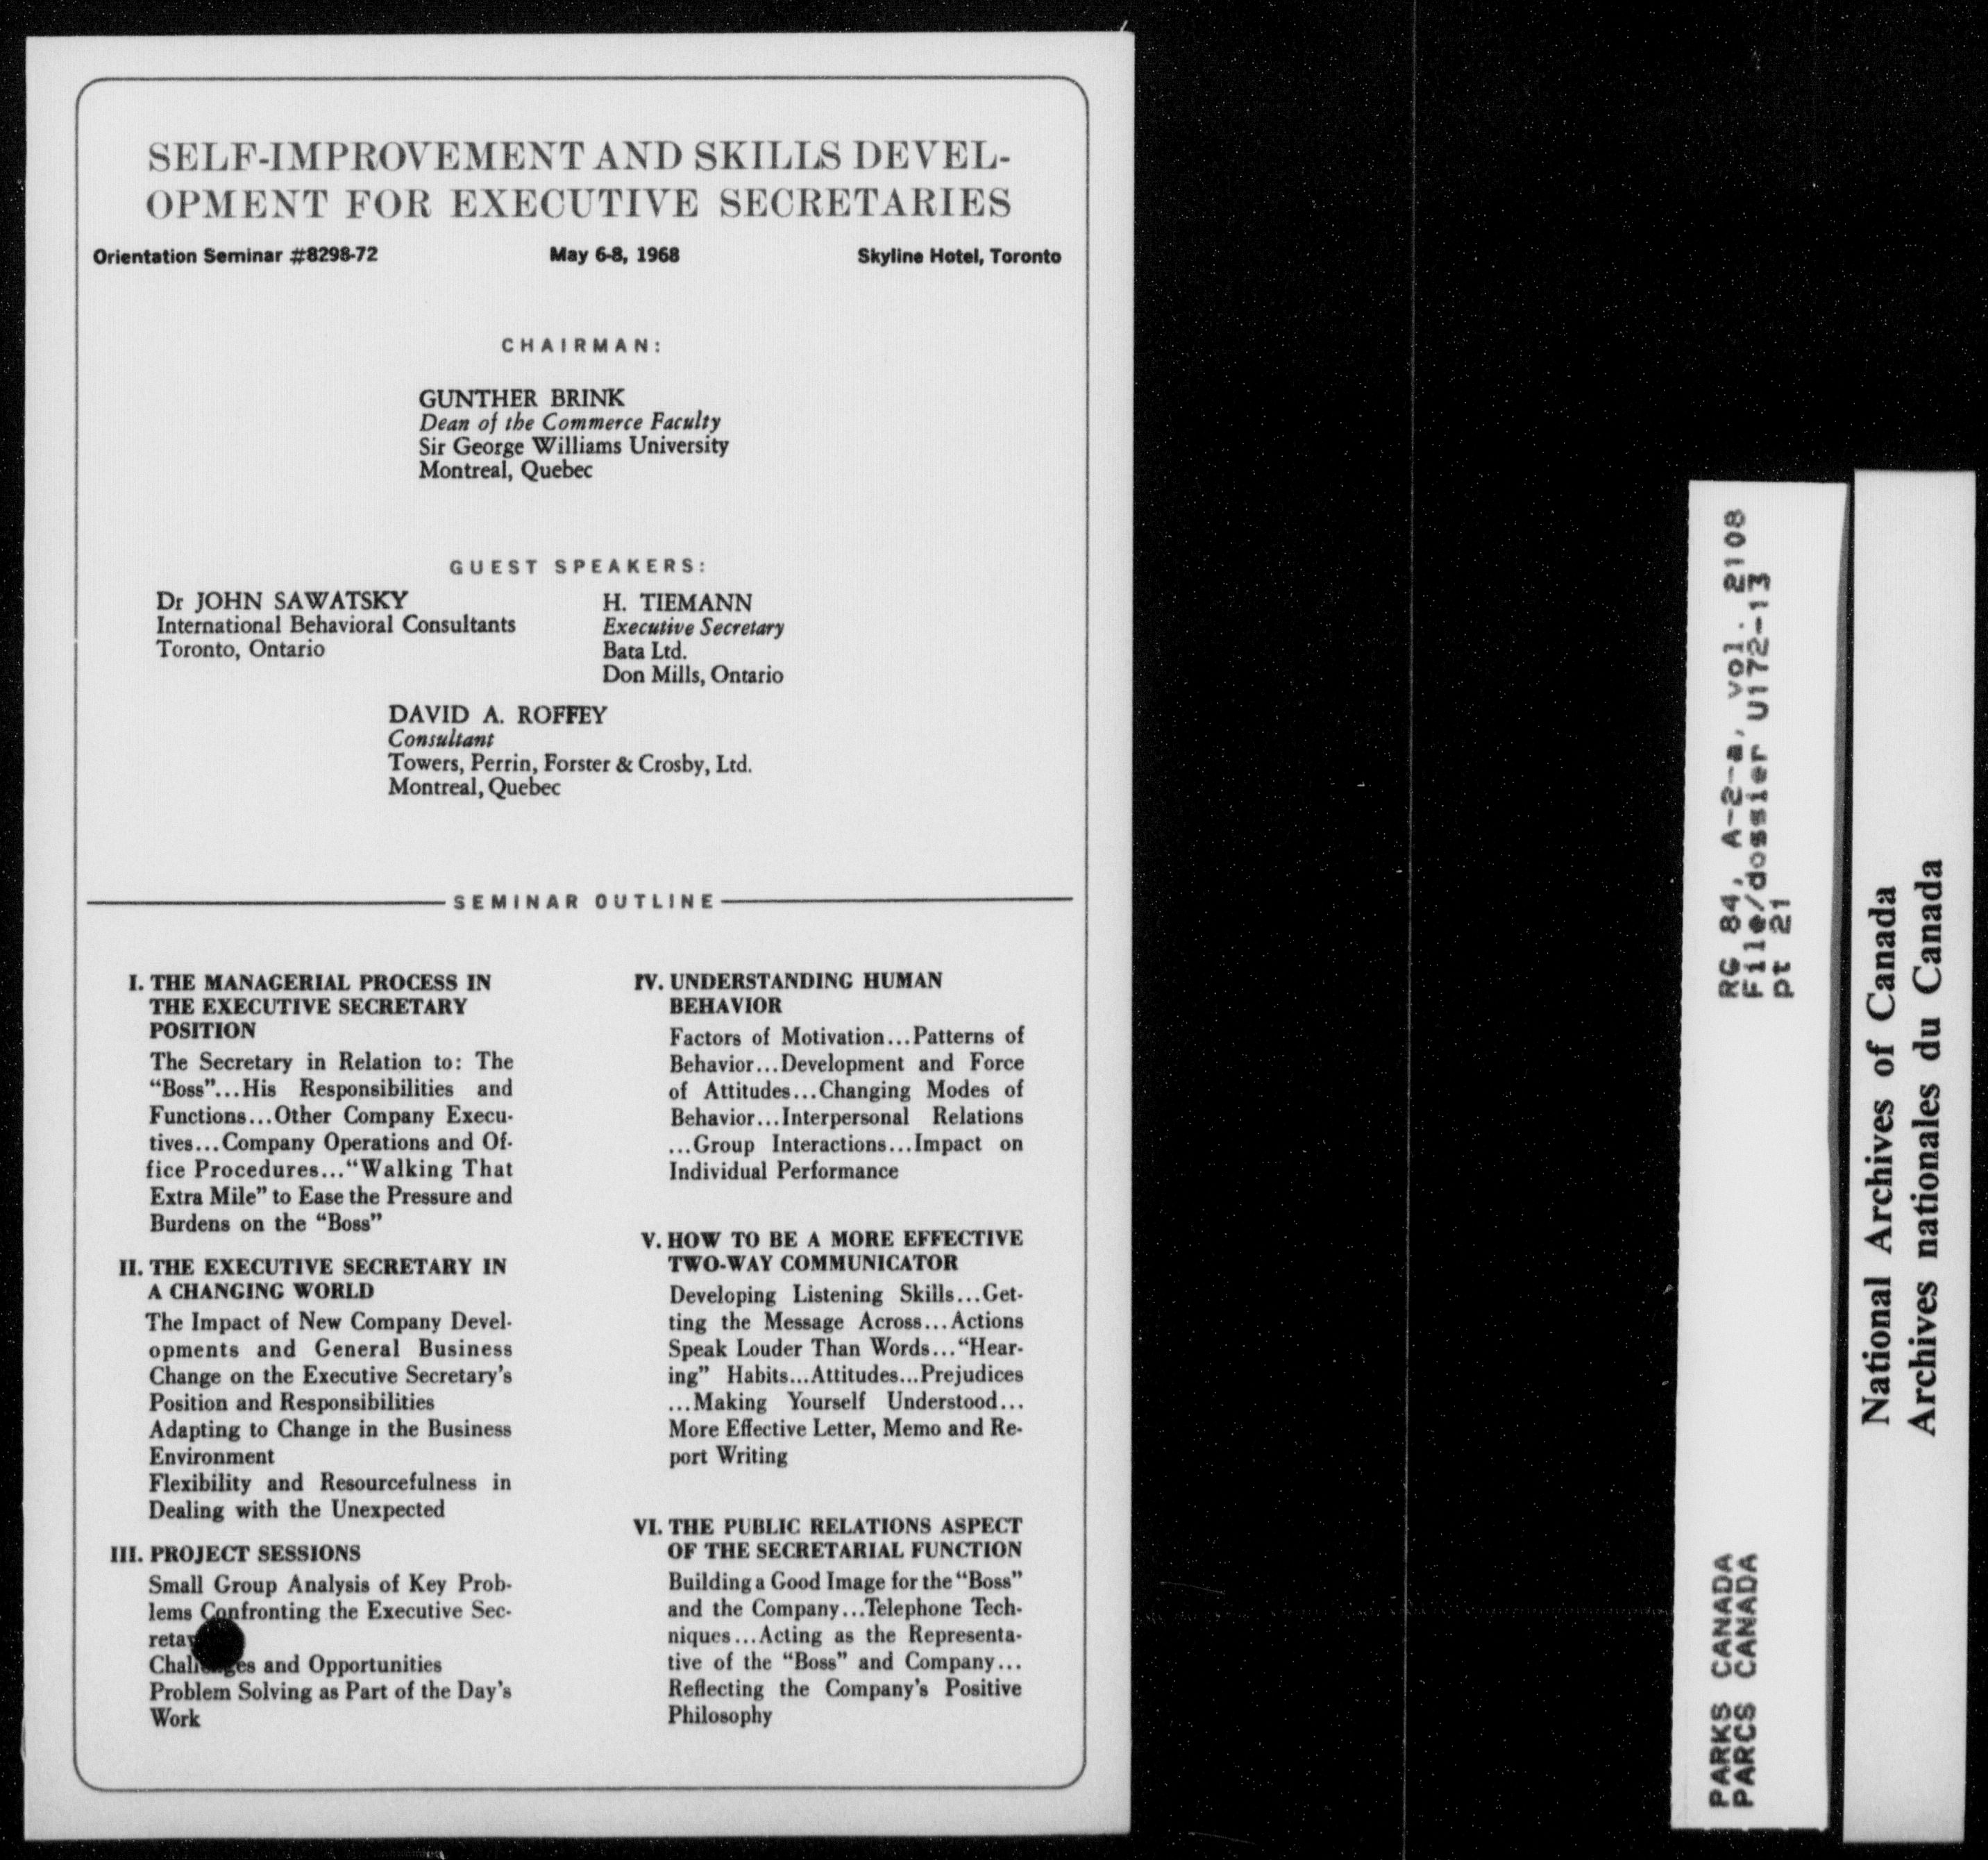 SELF-IMPROVEMENT AND SKILLS DEVEL-
OPMENT FOR EXECUTIVE SECRETARIES
Orientation Seminar #8298-72 May 6-8, 1968 Skyline Hotel, Toronto
CHAIRMAN:
GUNTHER BRINK
Dean of the Commerce Faculty
Sir George Williams University
Montreal, Quebec
GUEST SPEAKERS:
Dr JOHN SAWATSKY
International Behavioral Consultants
Toronto, Ontario
H. TIEMANN
Executive Secretary
Bata Ltd.
Don Mills, Ontario
DAVID A. ROFFEY
Consultant
Towers, Perrin, Forster & Crosby, Ltd.
Montreal, Quebec
SEMINAR OUTLINE
I. THE MANAGERIAL PROCESS IN
THE EXECUTIVE SECRETARY
POSITION
The Secretary in Relation to: The
“Boss”...His Responsibilities and
Functions...Other Company Execu-
tives...Company Operations and Of-
fice Procedures...“Walking That
Extra Mile” to Ease the Pressure and
Burdens on the “Boss”
II. THE EXECUTIVE SECRETARY IN
A CHANGING WORLD
The Impact of New Company Devel-
opments and General Business
Change on the Executive Secretary's
Position and Responsibilities
Adapting to Change in the Business
Environment
Flexibility and Resourcefulness in
Dealing with the Unexpected
III. PROJECT SESSIONS
Small Group Analysis of Key Prob-
lems Confronting the Executive Sec-
Challenges and Opportunities
Problem Solving as Part of the Day's
Work
IV. UNDERSTANDING HUMAN
BEHAVIOR
Factors of Motivation...Patterns of
Behavior...Development and Force
of Attitudes...Changing Modes of
Behavior...Interpersonal Relations
...Group Interactions...Impact on
Individual Performance
V. HOW TO BE A MORE EFFECTIVE
TWO-WAY COMMUNICATOR
Developing Listening Skills...Get-
ting the Message Across...Actions
Speak Louder Than Words...“Hear-
ing” Habits...Attitudes...Prejudices
...Making Yourself Understood...
More Effective Letter, Memo and Re-
port Writing
VI. THE PUBLIC RELATIONS ASPECT
OF THE SECRETARIAL FUNCTION
Building a Good Image for the “Boss”
and the Company...Telephone Tech-
niques...Acting as the Representa-
tive of the “Boss” and Company...
Reflecting the Company's Positive
Philosophy
PARKS CANADA
PARCS CANADA
RG 84, A-2-a, vol. 2108
File/dossier U172-13
pt 21
National Archives of Canada
Archives nationales du Canada